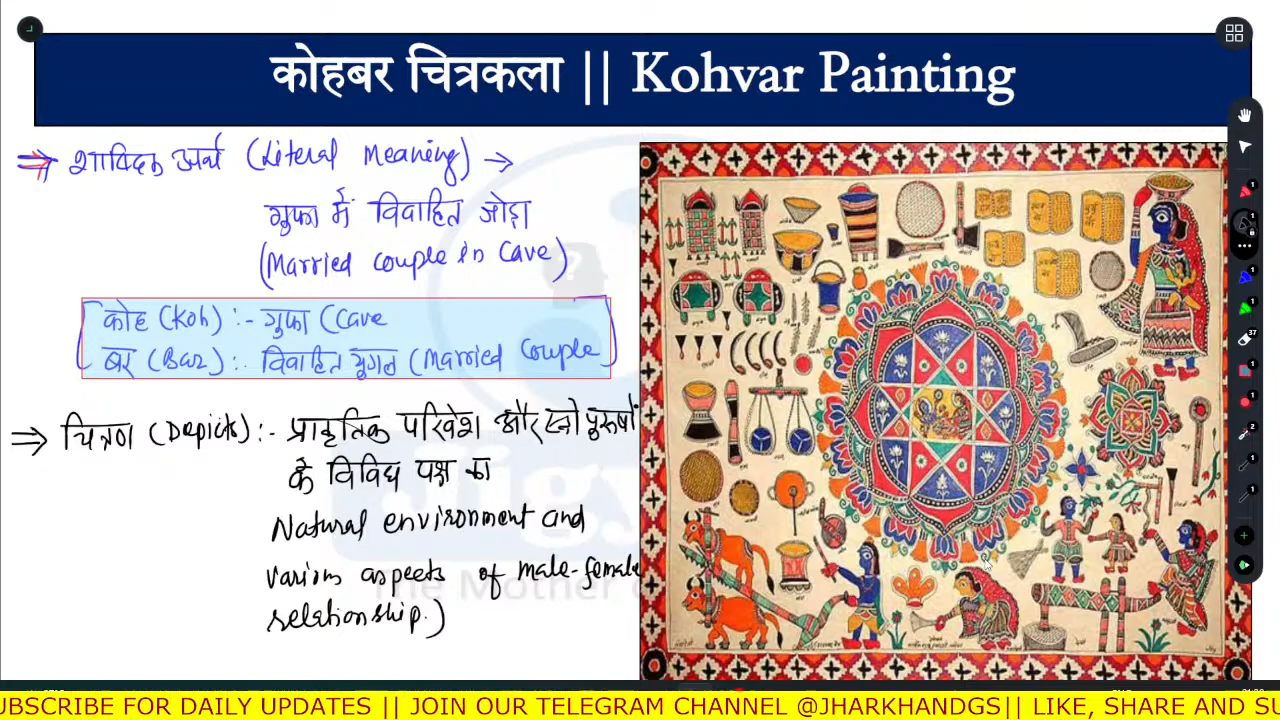 कोहबर चित्रकला || Kohvar Painting
⇒ शाब्दिक अर्थ (Literal Meaning) →
गुफा में विवाहित जोड़ा
(Married couple in Cave)
कोह (Koh) :- गुफा (Cave
बर (Bar) :- विवाहित युगल (Married Couple)
⇒ चित्रण (Depicts) :- प्राकृतिक परिवेश और स्त्री पुरुषों
के विविध पक्ष का
Natural environment and
various aspects of male-female
relationship.)
SUBSCRIBE FOR DAILY UPDATES || JOIN OUR TELEGRAM CHANNEL @JHARKHANDGS|| LIKE, SHARE AND SU